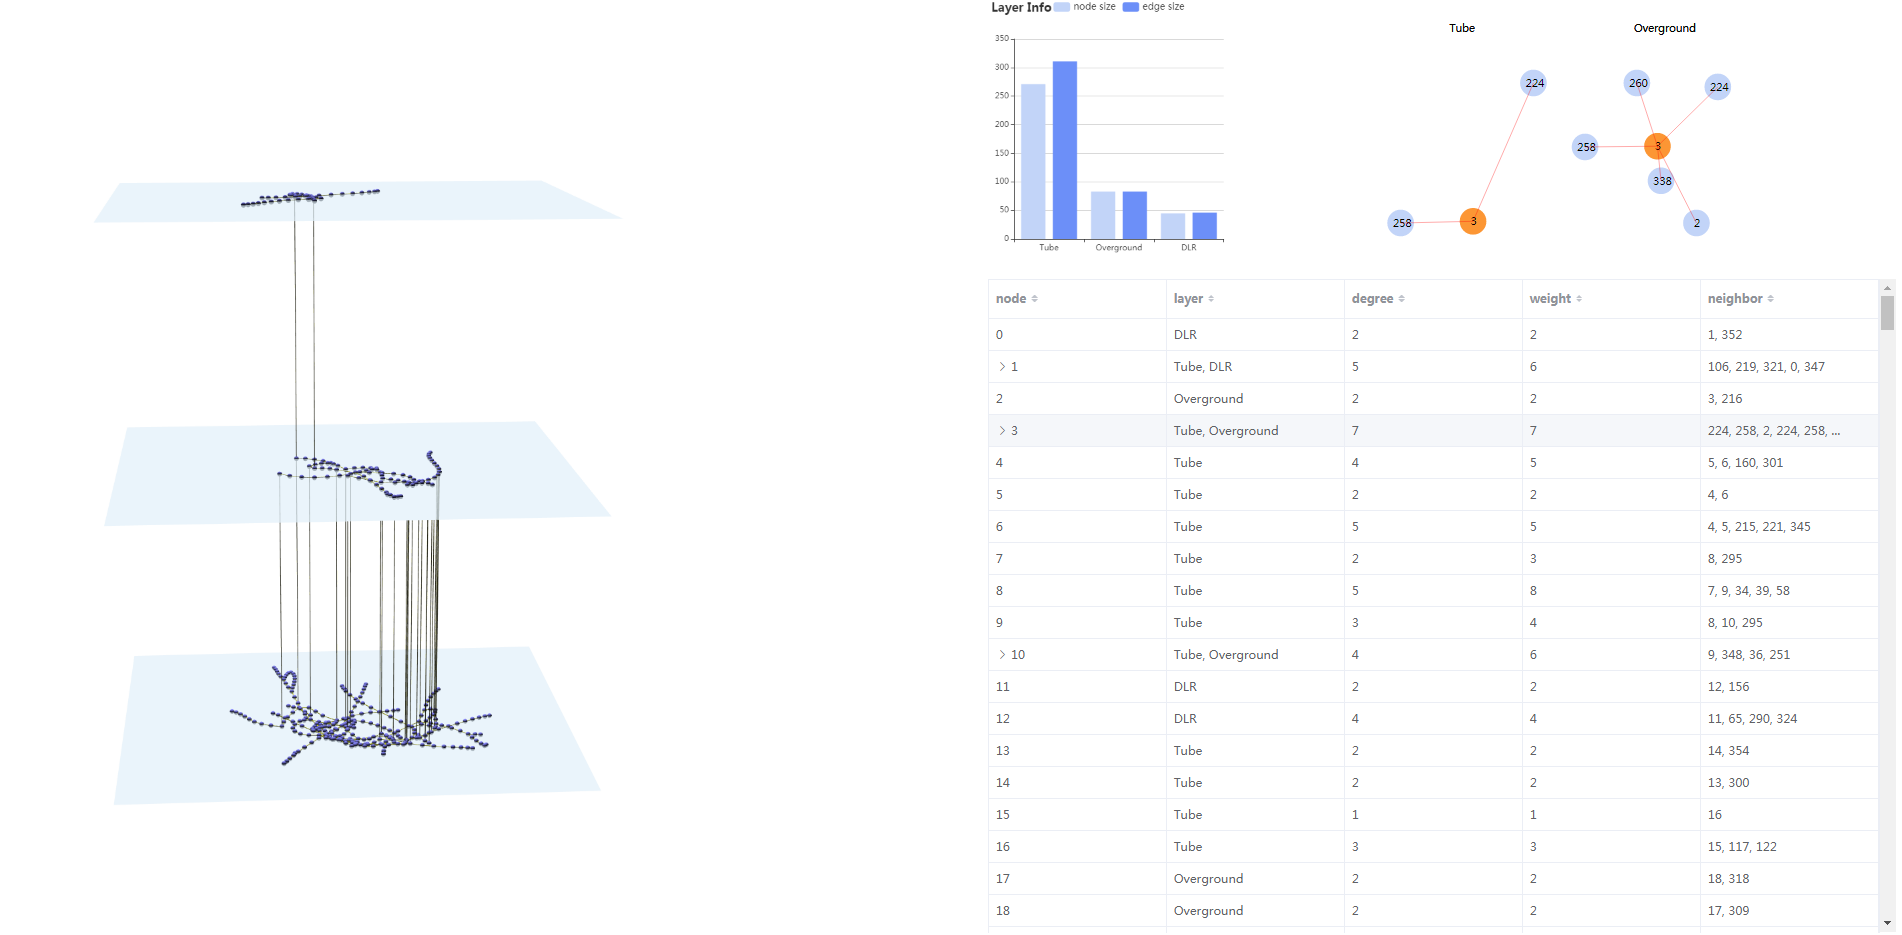 Layer Info node size edge size
350
300
250
200
150
100
50
0
Tube Overground DLR
Tube
224
258 3
Overground
260 224
258 3
338
2
node layer degree weight neighbor
0 DLR 2 2 1, 352
1 Tube, DLR 5 6 106, 219, 321, 0, 347
2 Overground 2 2 3, 216
3 Tube, Overground 7 7 224, 258, 2, 224, 258, ...
4 Tube 4 5 5, 6, 160, 301
5 Tube 2 2 4, 6
6 Tube 5 5 4, 5, 215, 221, 345
7 Tube 2 3 8, 295
8 Tube 5 8 7, 9, 34, 39, 58
9 Tube 3 4 8, 10, 295
10 Tube, Overground 4 6 9, 348, 36, 251
11 DLR 2 2 12, 156
12 DLR 4 4 11, 65, 290, 324
13 Tube 2 2 14, 354
14 Tube 2 2 13, 300
15 Tube 1 1 16
16 Tube 3 3 15, 117, 122
17 Overground 2 2 18, 318
18 Overground 2 2 17, 309